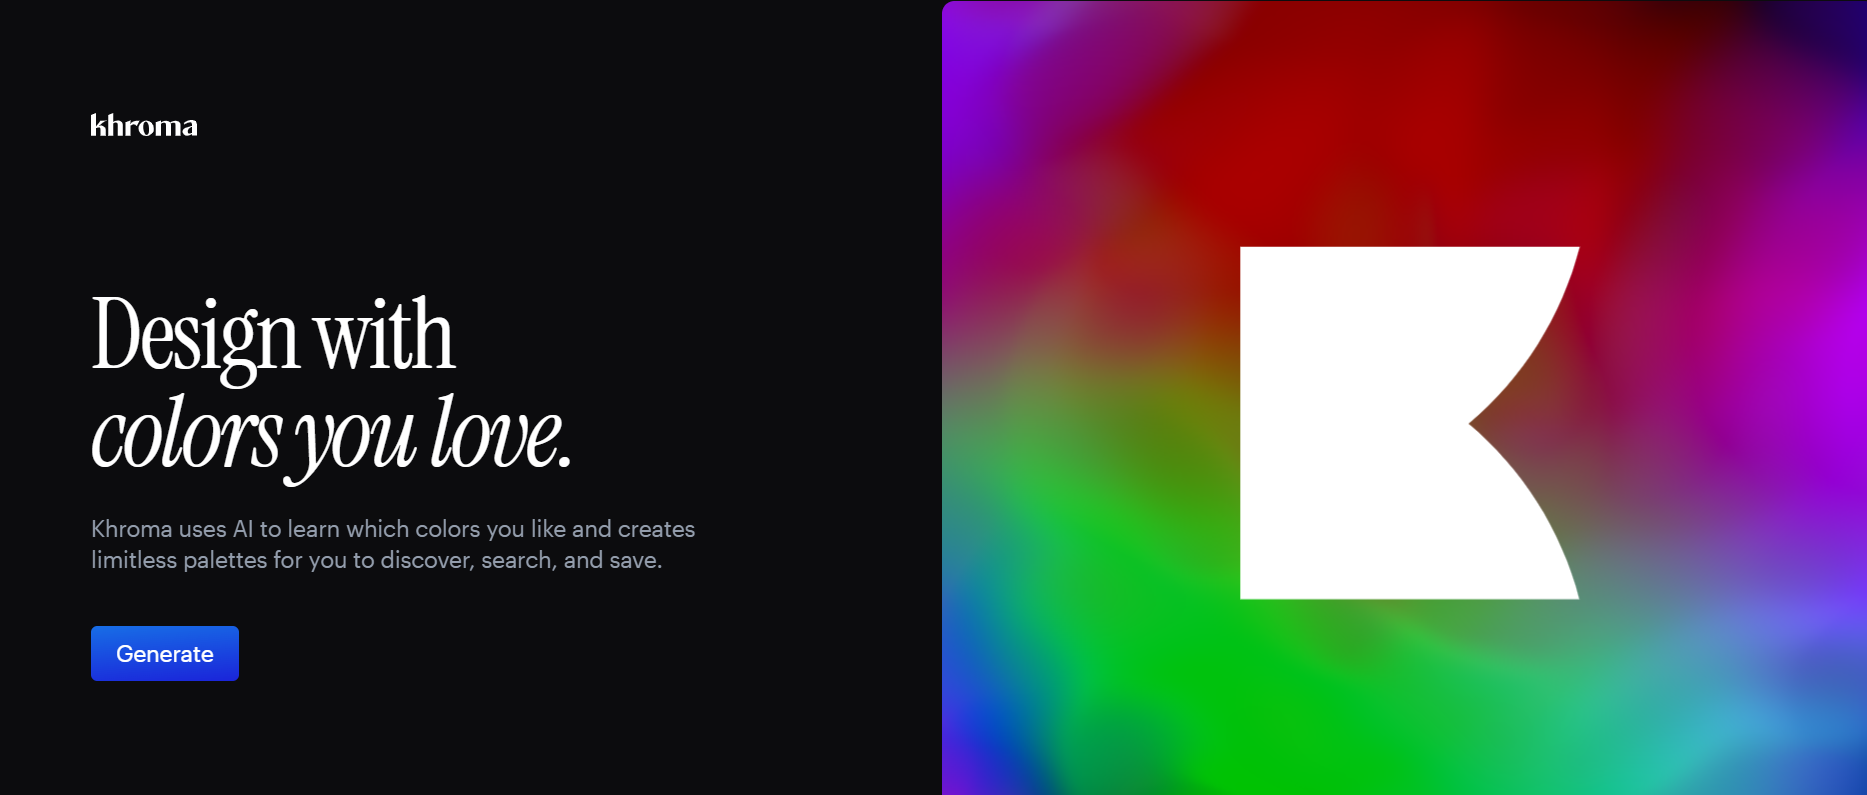 khroma
Design with
colors you love.
Khroma uses AI to learn which colors you like and creates
limitless palettes for you to discover, search, and save.
Generate